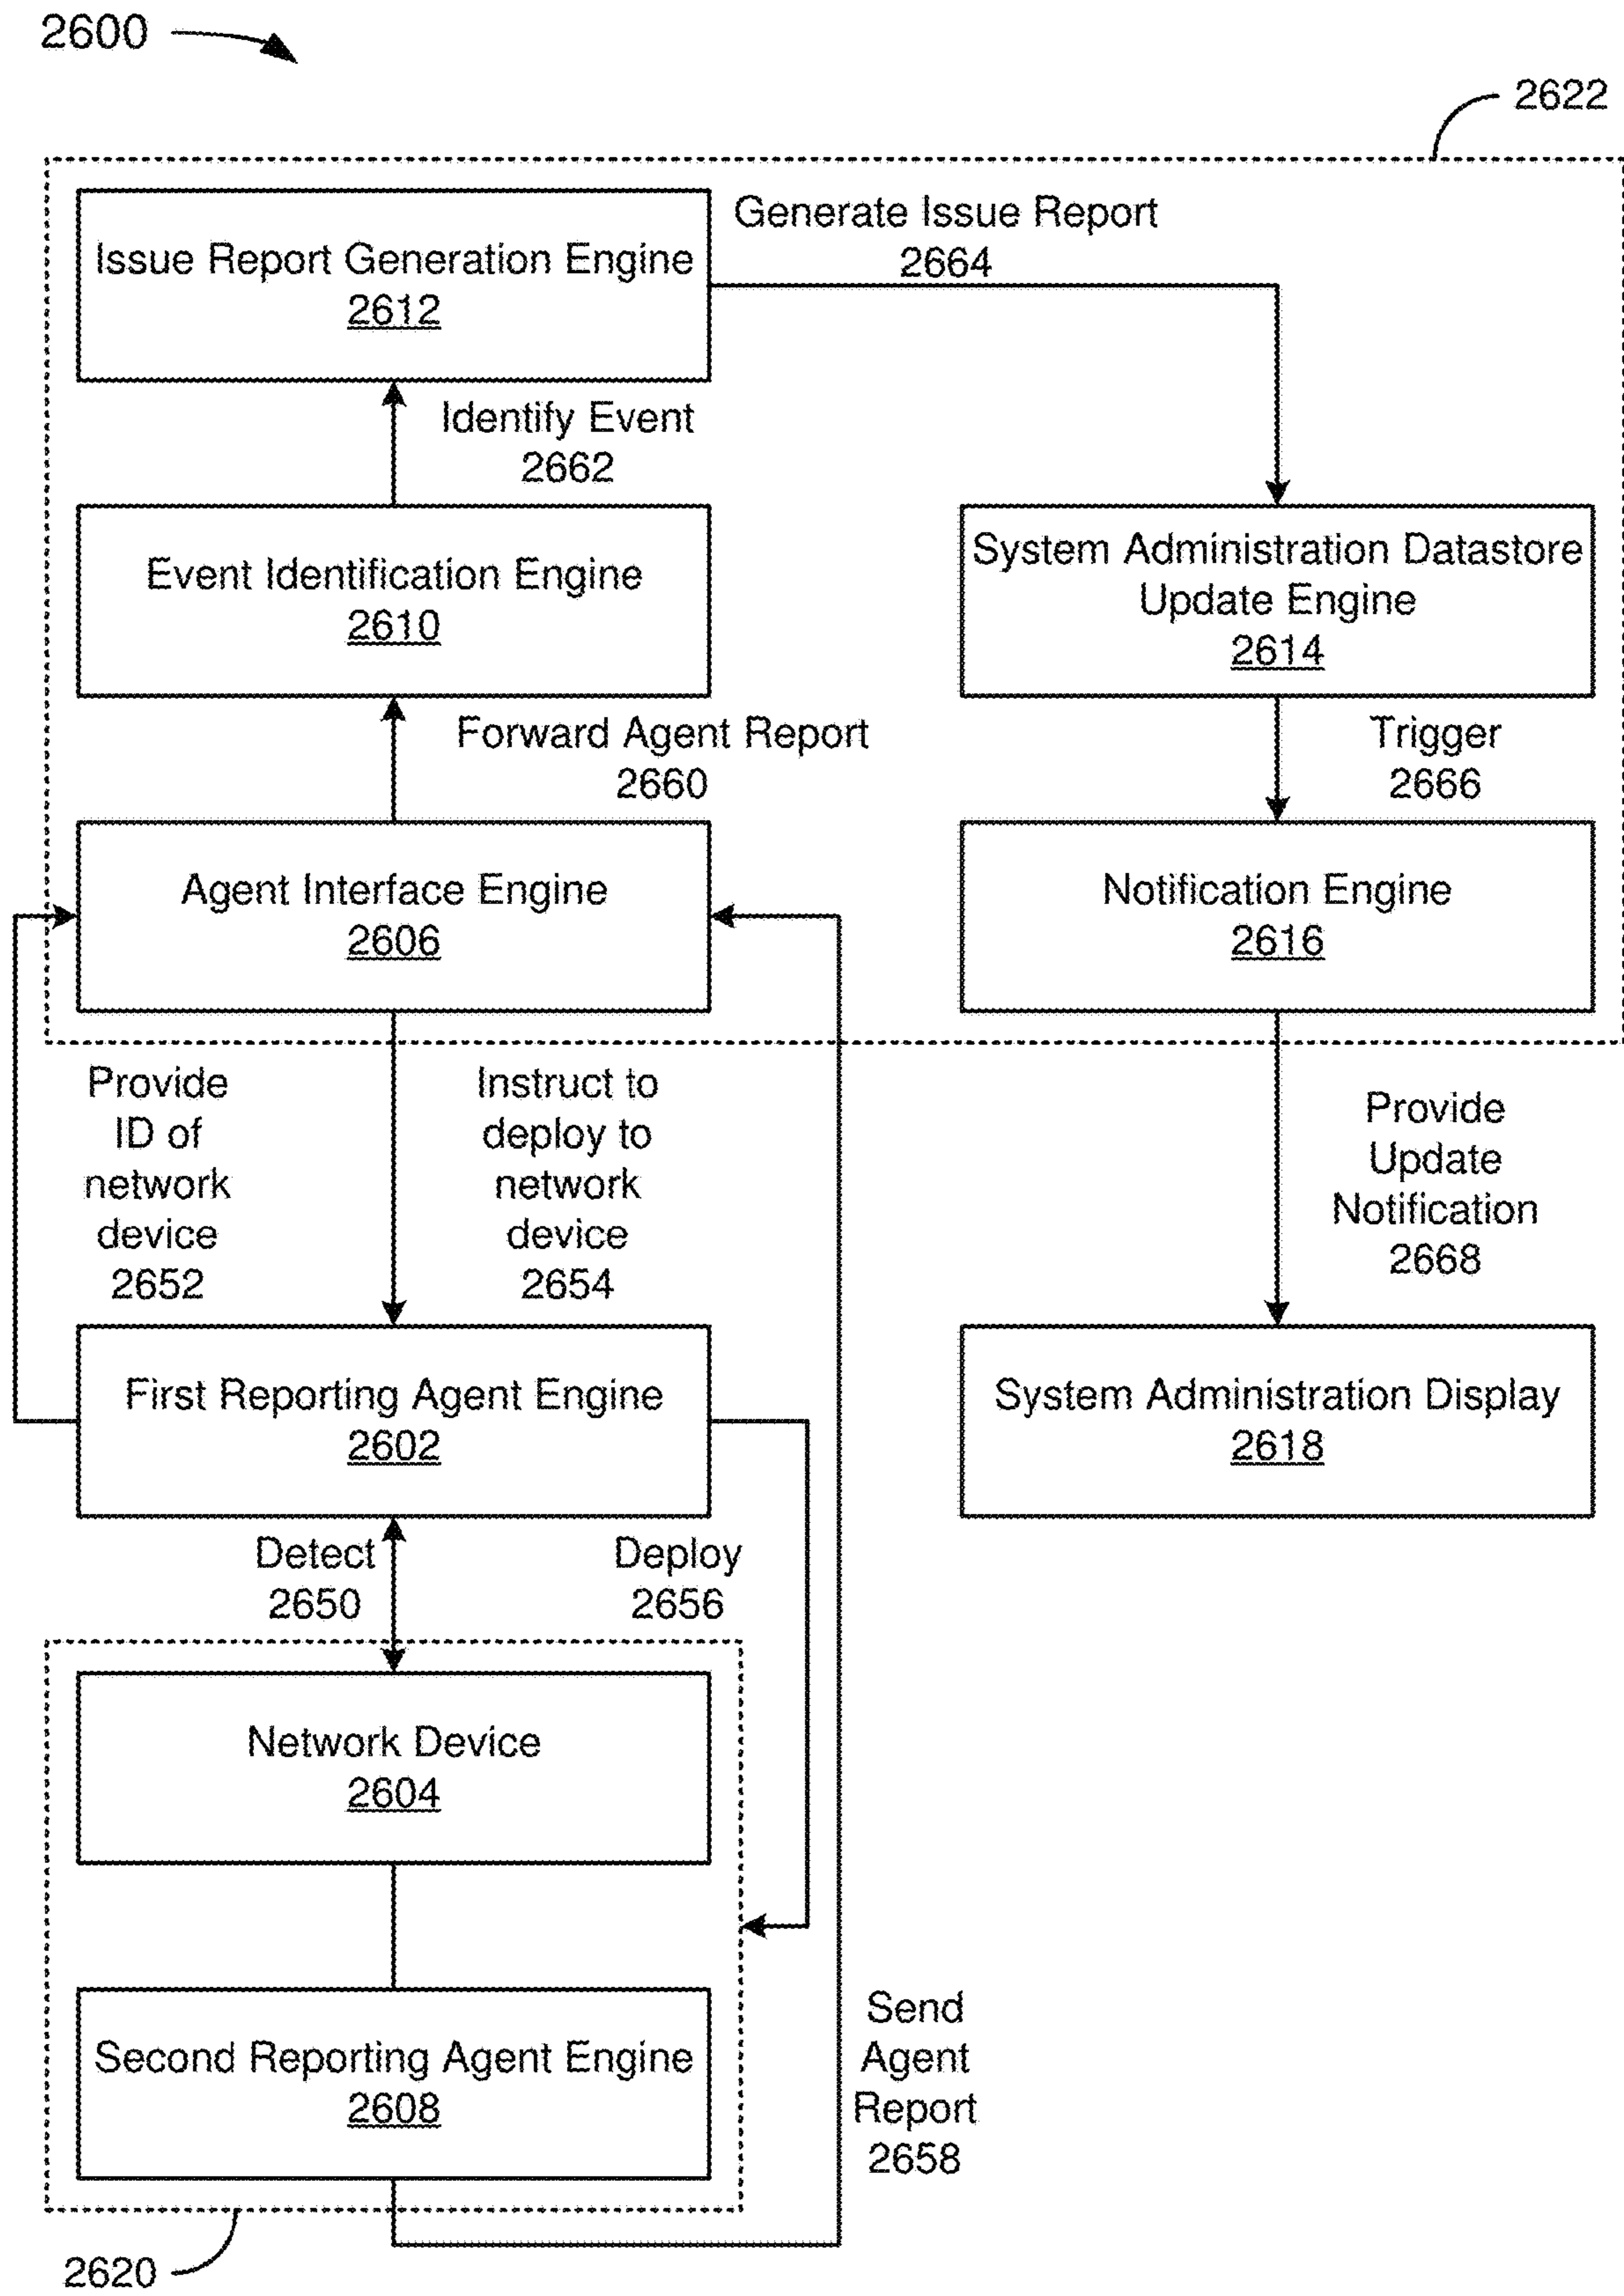 2600
2622
Issue Report Generation Engine
2612
Generate Issue Report
2664
Identify Event
2662
Event Identification Engine
2610
System Administration Datastore
Update Engine
2614
Forward Agent Report
2660
Trigger
2666
Agent Interface Engine
2606
Notification Engine
2616
Provide
ID of
network
device
2652
Instruct to
deploy to
network
device
2654
Provide
Update
Notification
2668
First Reporting Agent Engine
2602
System Administration Display
2618
Detect
2650
Deploy
2656
Network Device
2604
Second Reporting Agent Engine
2608
Send
Agent
Report
2658
2620